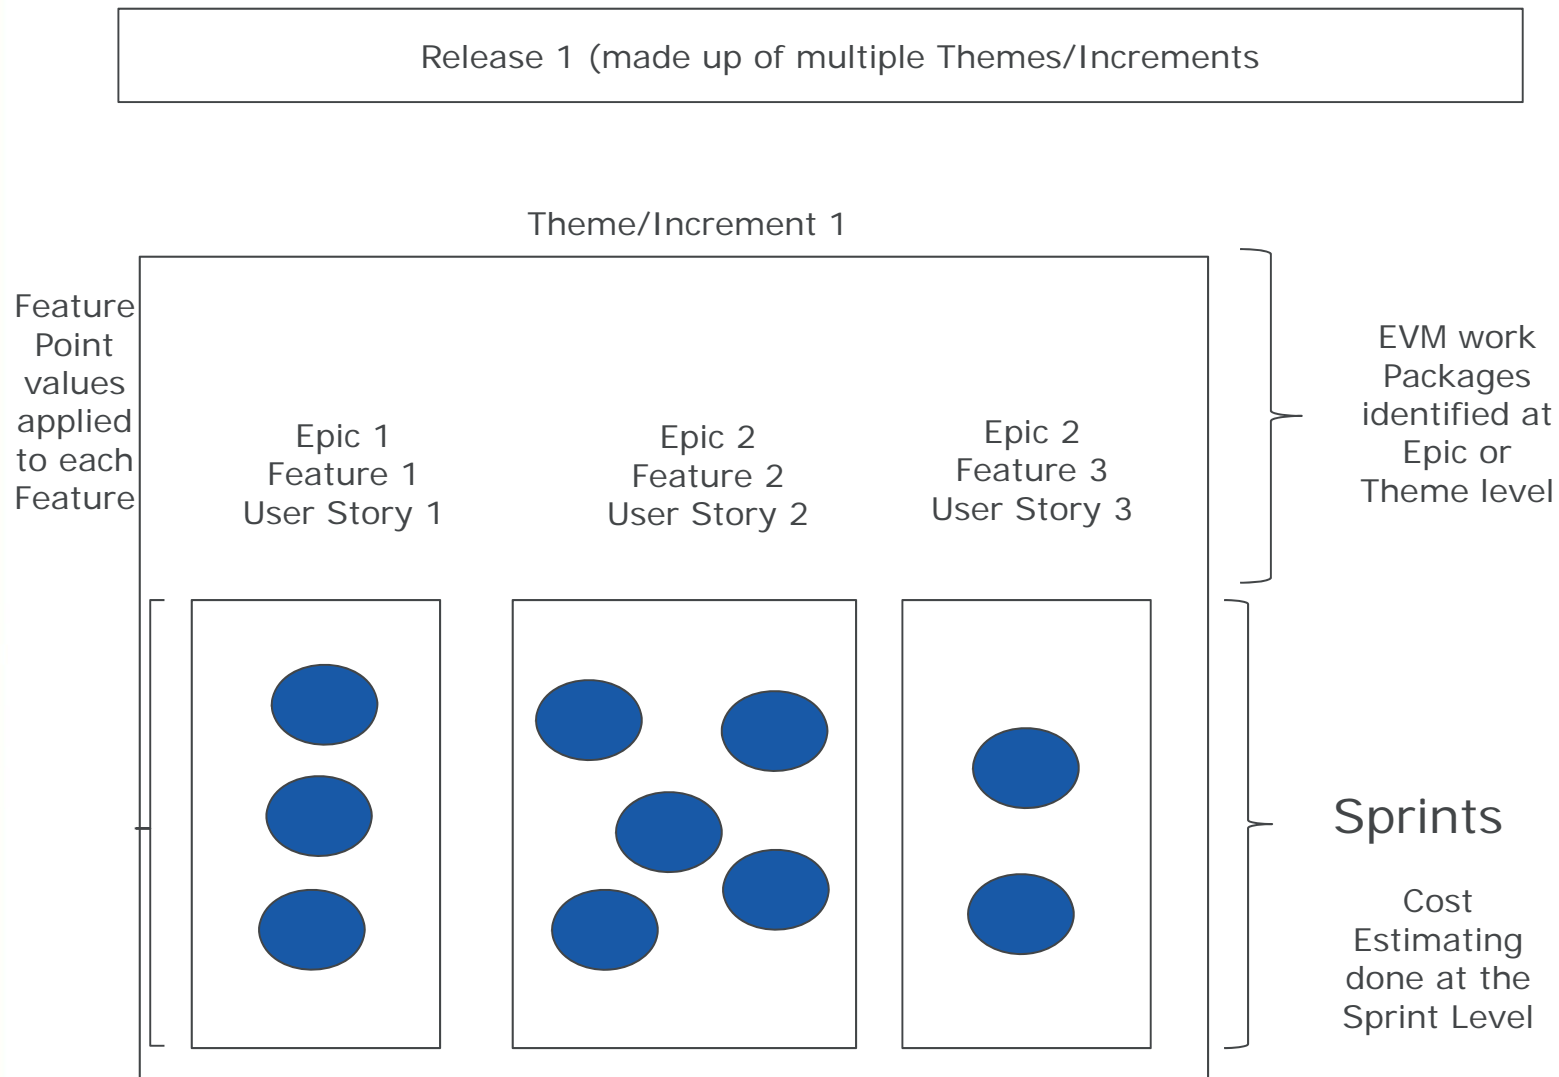 Release 1 (made up of multiple Themes/Increments
Theme/Increment 1
Feature
Point
values
applied
to each
Feature
Epic 1
Feature 1
User Story 1
Epic 2
Feature 2
User Story 2
Epic 2
Feature 3
User Story 3
EVM work
Packages
identified at
Epic or
Theme level
Sprints
Cost
Estimating
done at the
Sprint Level